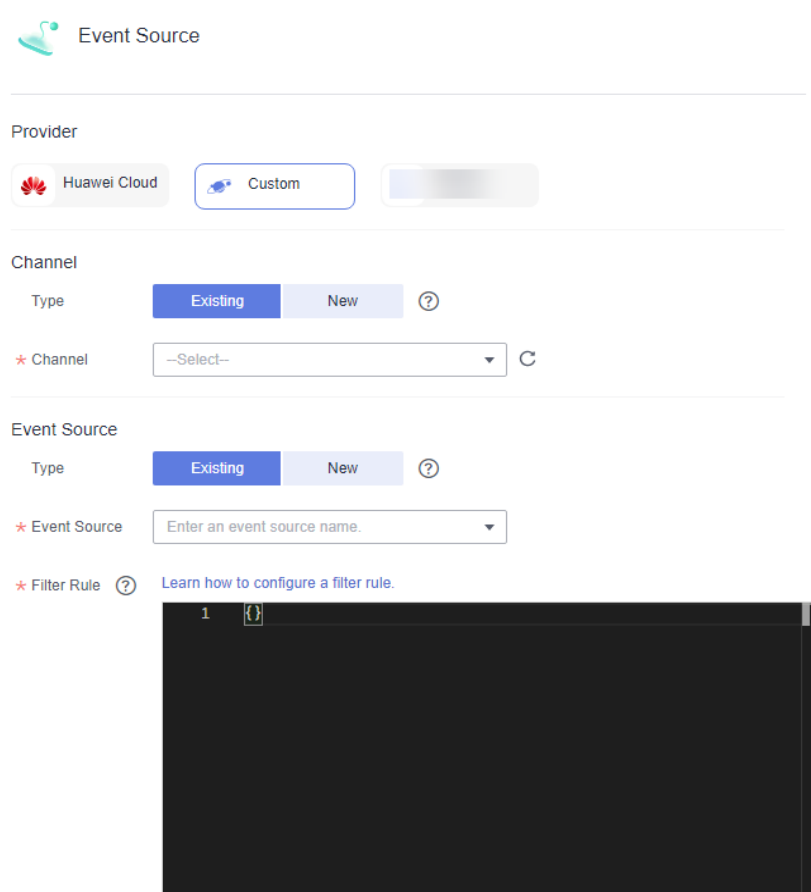 Event Source
Provider
Huawei Cloud Custom
Channel
Type Existing New ?
* Channel --Select--
Event Source
Type Existing New ?
* Event Source Enter an event source name.
* Filter Rule ? Learn how to configure a filter rule.
1 {}